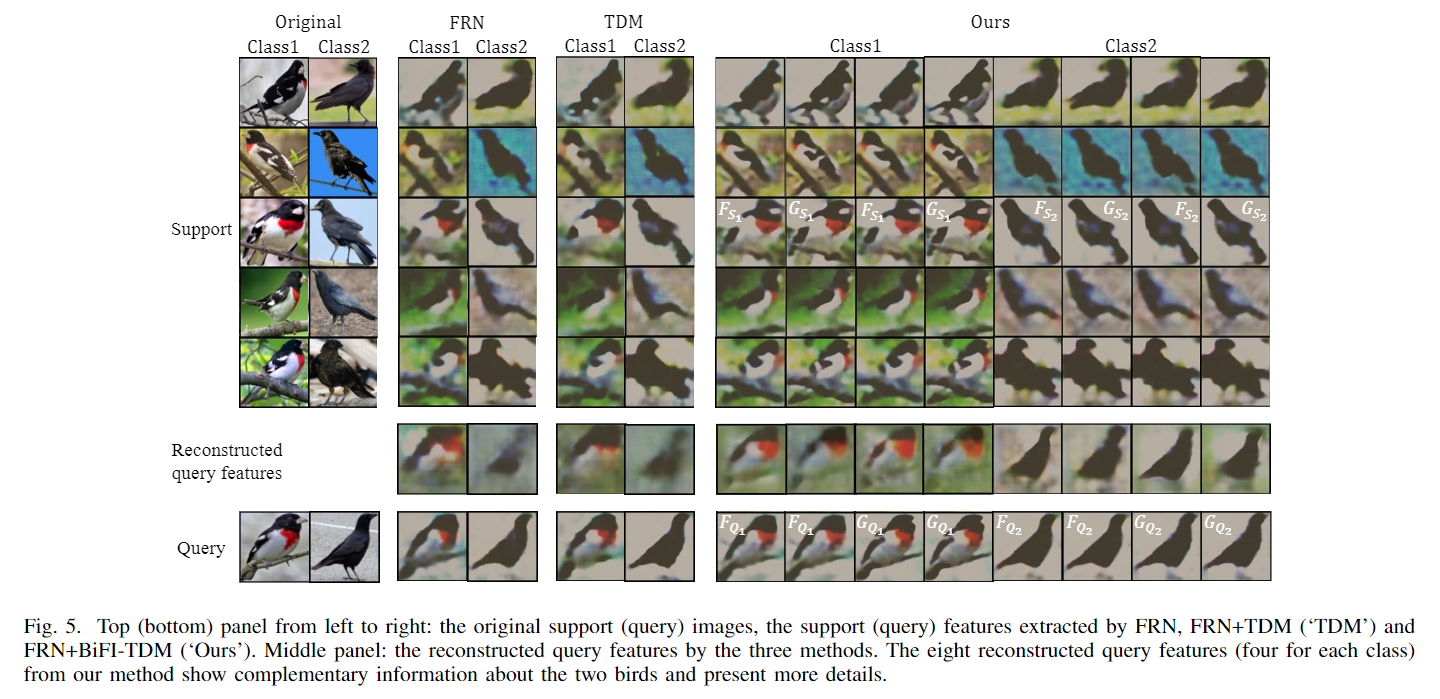 Original FRN TDM Ours
Class1 Class2 Class1 Class2 Class1 Class2 Class1 Class2
Support
F_{S_1} G_{S_1} F_{S_1} G_{S_1} F_{S_2} G_{S_2} F_{S_2} G_{S_2}
Reconstructed
query features
Query
F_{Q_1} F_{Q_1} G_{Q_1} G_{Q_1} F_{Q_2} F_{Q_2} G_{Q_2} G_{Q_2}
Fig. 5. Top (bottom) panel from left to right: the original support (query) images, the support (query) features extracted by FRN, FRN+TDM (‘TDM’) and
FRN+BiFI-TDM (‘Ours’). Middle panel: the reconstructed query features by the three methods. The eight reconstructed query features (four for each class)
from our method show complementary information about the two birds and present more details.